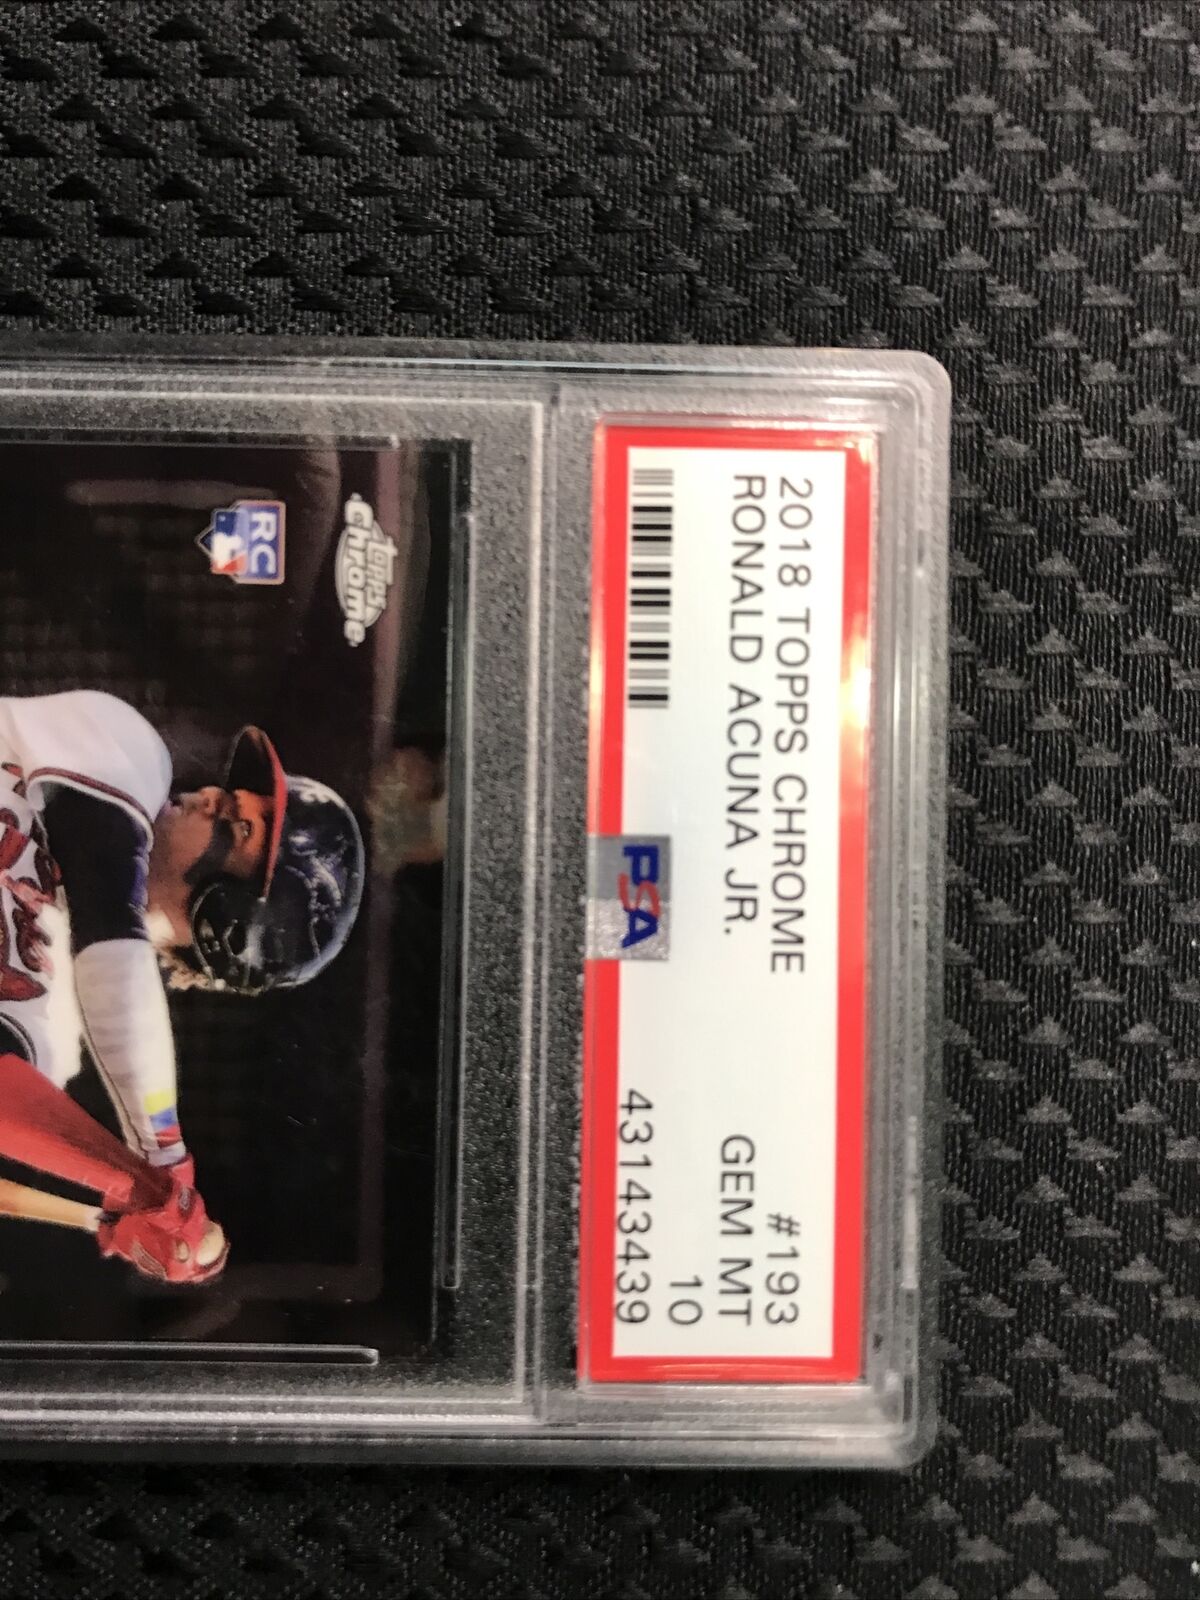 2018 TOPPS CHROME #193
RONALD ACUNA JR. GEM MT
10
PSA 43143439
topps
Chrome
RC